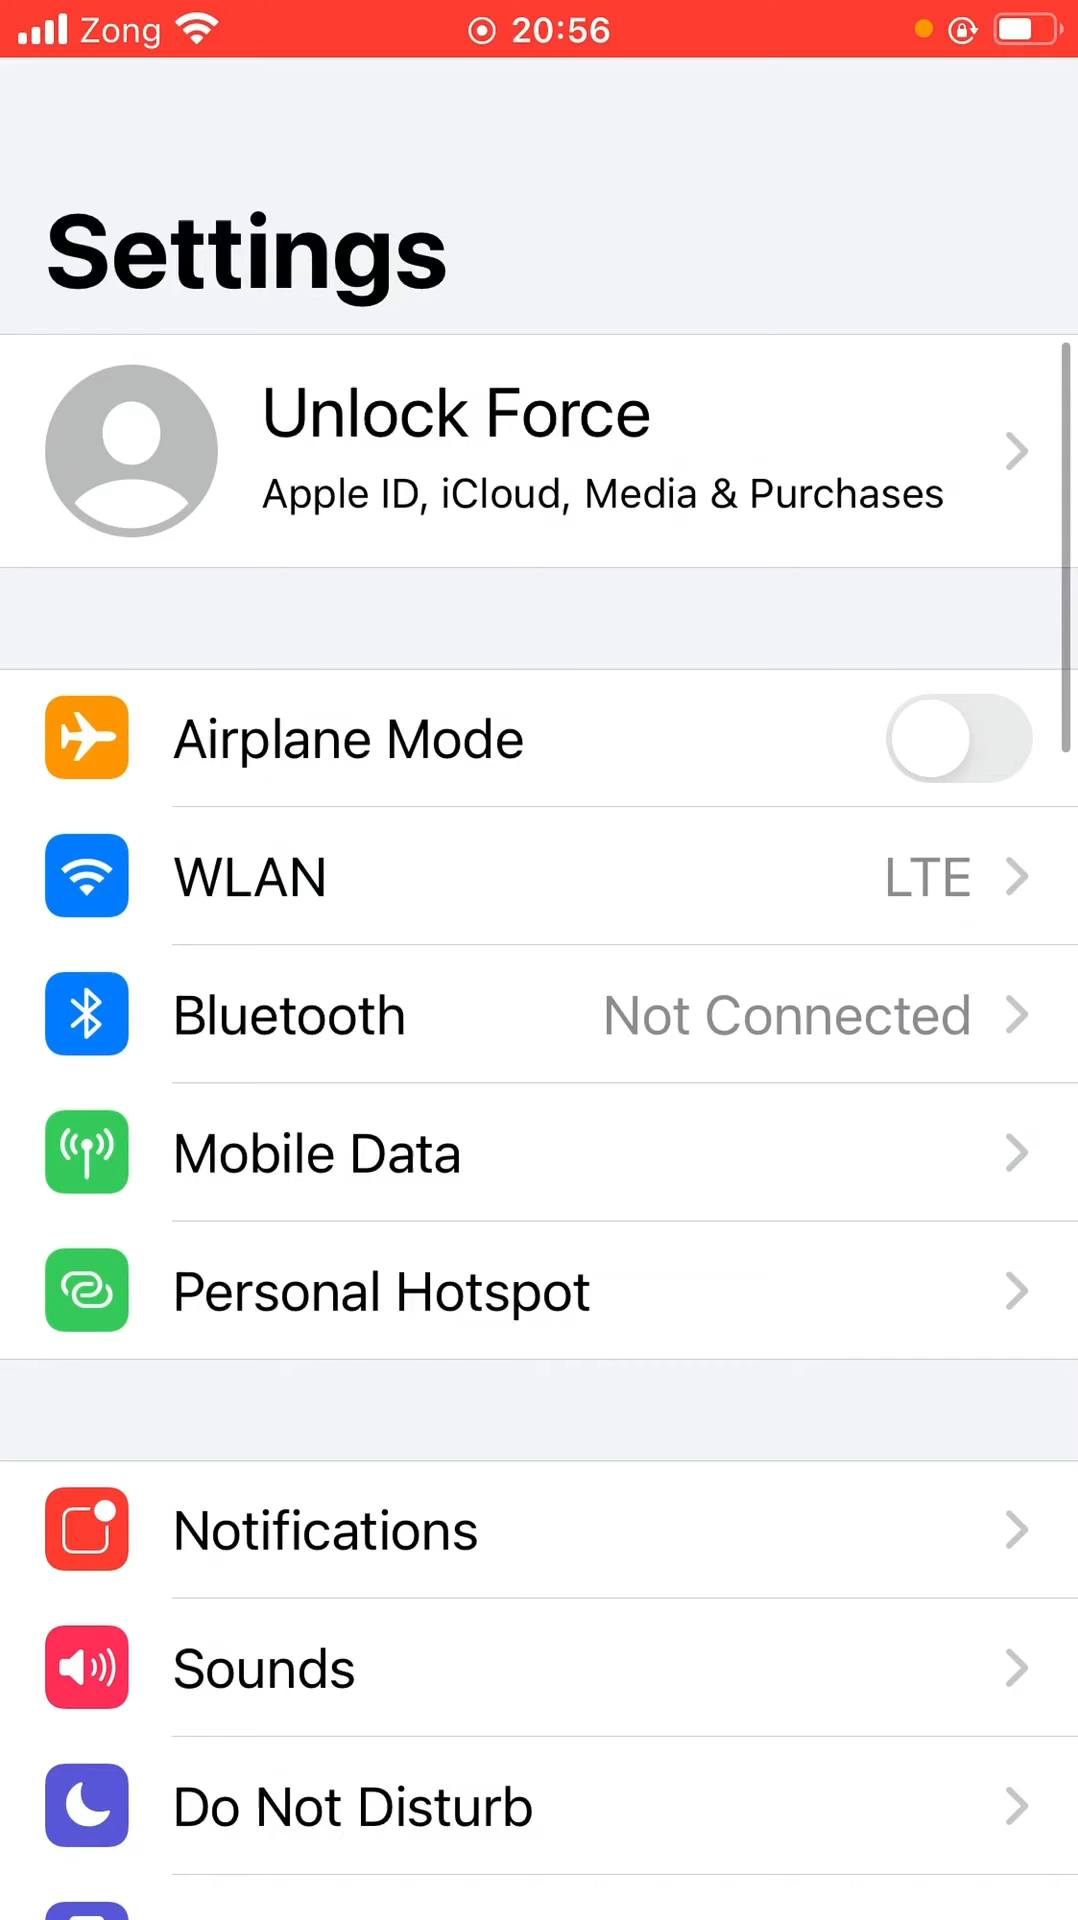 Zong 20:56
Settings
Unlock Force
Apple ID, iCloud, Media & Purchases
Airplane Mode
WLAN LTE
Bluetooth Not Connected
Mobile Data
Personal Hotspot
Notifications
Sounds
Do Not Disturb